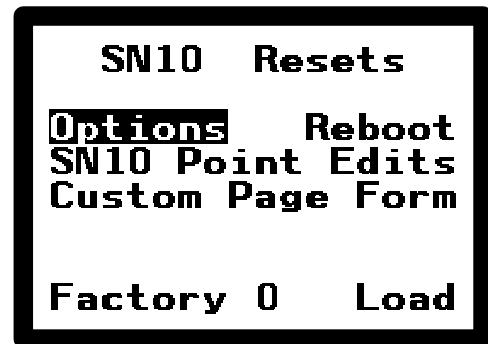 SN10 Resets
Options Reboot
SN10 Point Edits
Custom Page Form
Factory 0 Load